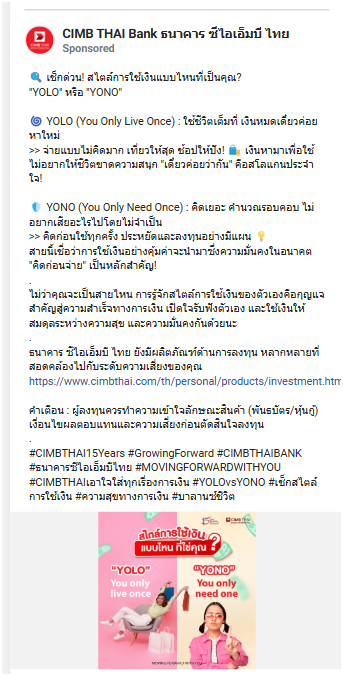 CIMB THAI Bank ธนาคาร ซีไอเอ็มบี ไทย
Sponsored
🔍 เช็กด่วน! สไตล์การใช้เงินแบบไหนที่เป็นคุณ?
"YOLO" หรือ "YONO"
🌀 YOLO (You Only Live Once) : ใช้ชีวิตเต็มที่ เงินหมดเดี๋ยวค่อย
หาใหม่
>> จ่ายแบบไม่คิดมาก เที่ยวให้สุด ช้อปให้ปัง! 🛍️ เงินหามาเพื่อใช้
ไม่อยากให้ชีวิตขาดความสนุก "เดี๋ยวค่อยว่ากัน" คือสโลแกนประจำ
ใจ!
🛡️ YONO (You Only Need Once) : คิดเยอะ คำนวณรอบคอบ ไม่
อยากเสียอะไรไปโดยไม่จำเป็น
>> คิดก่อนใช้ทุกครั้ง ประหยัดและลงทุนอย่างมีแผน 💡
สายนี้เชื่อว่าการใช้เงินอย่างคุ้มค่าจะนำมาซึ่งความมั่นคงในอนาคต
"คิดก่อนจ่าย" เป็นหลักสำคัญ!
.
ไม่ว่าคุณจะเป็นสายไหน การรู้จักสไตล์การใช้เงินของตัวเองคือกุญแจ
สำคัญสู่ความสำเร็จทางการเงิน เปิดใจรับฟังตัวเอง และใช้เงินให้
สมดุลระหว่างความสุข และความมั่นคงกันด้วยนะ
.
ธนาคาร ซีไอเอ็มบี ไทย ยังมีผลิตภัณฑ์ด้านการลงทุน หลากหลายที่
สอดคล้องไปกับระดับความเสี่ยงของคุณ
https://www.cimbthai.com/th/personal/products/investment.htm
คำเตือน : ผู้ลงทุนควรทำความเข้าใจลักษณะสินค้า (พันธบัตร/หุ้นกู้)
เงื่อนไขผลตอบแทนและความเสี่ยงก่อนตัดสินใจลงทุน
.
#CIMBTHAI15Years #GrowingForward #CIMBTHAIBANK
#ธนาคารซีไอเอ็มบีไทย #MOVINGFORWARDWITHYOU
#CIMBTHAIเอาใจใส่ทุกเรื่องการเงิน #YOLOvsYONO #เช็กสไตล์
การใช้เงิน #ความสุขทางการเงิน #บาลานซ์ชีวิต
CIMB THAI
สไตล์การใช้เงิน
แบบไหน ที่ใช่คุณ ?
"YOLO"
You only
live once
"YONO"
You only
need one